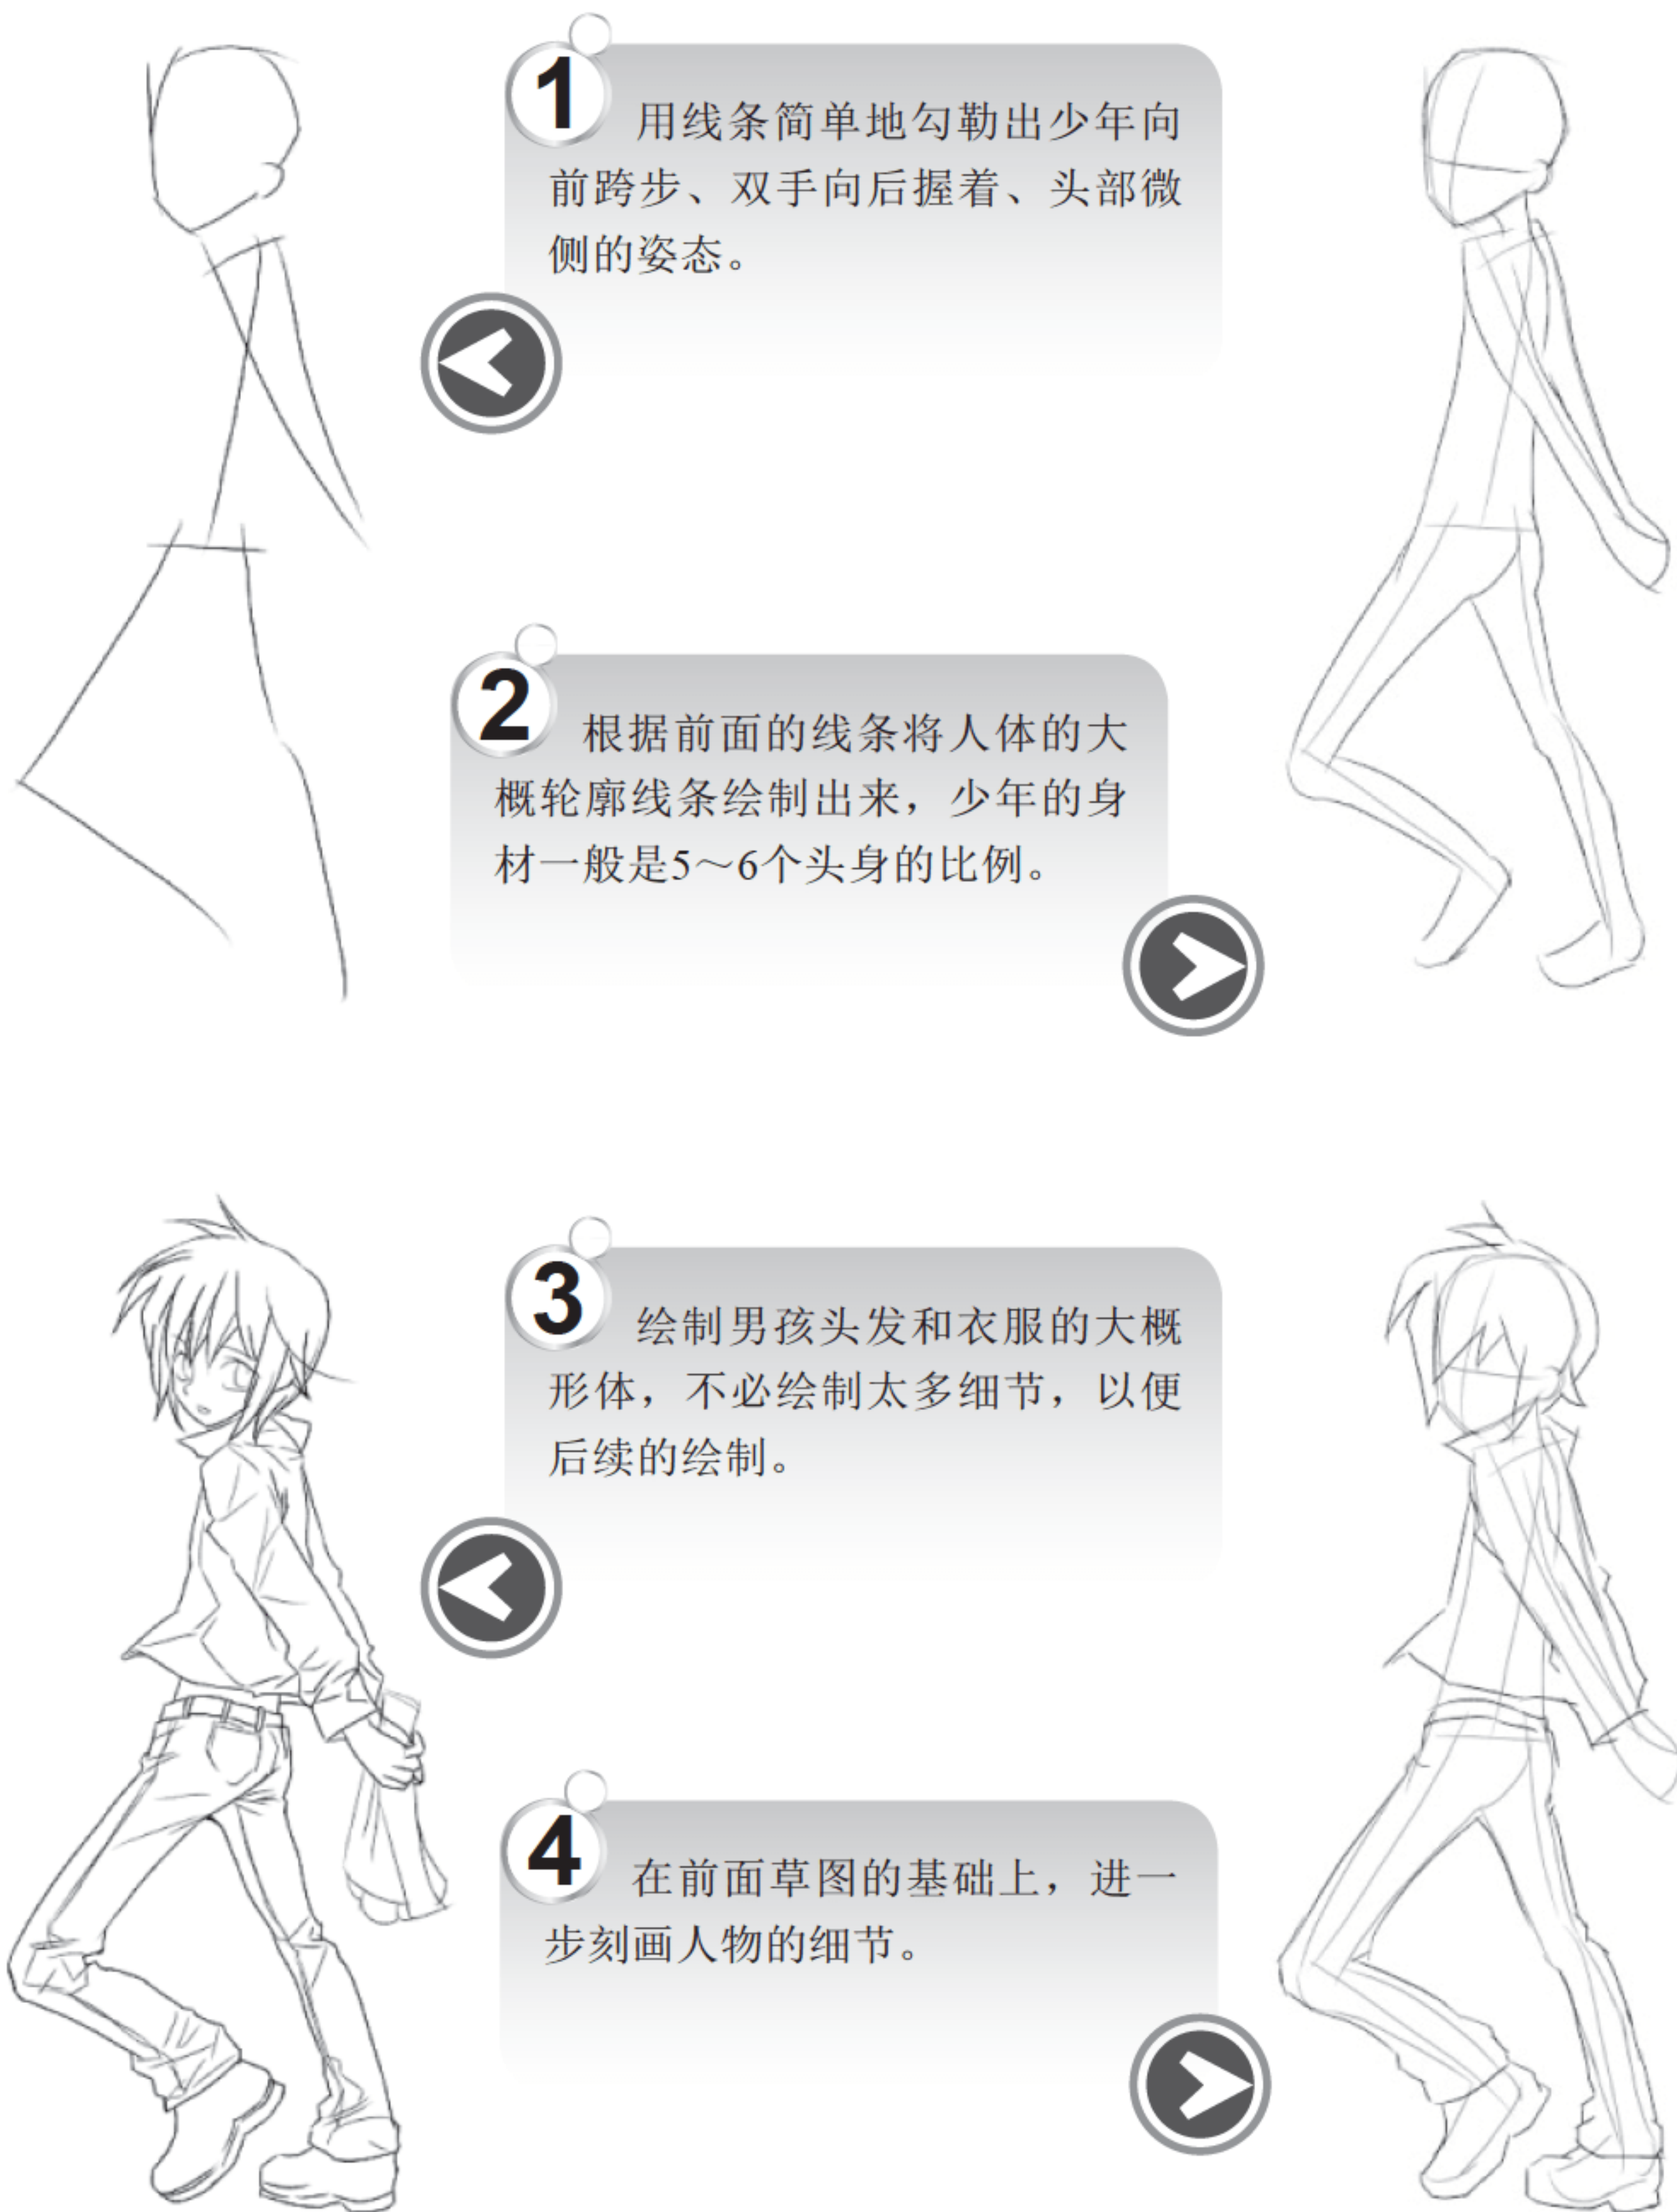 1
用线条简单地勾勒出少年向
前跨步、双手向后握着、头部微
侧的姿态。
2
根据前面的线条将人体的大
概轮廓线条绘制出来，少年的身
材一般是5～6个头身的比例。
3
绘制男孩头发和衣服的大概
形体，不必绘制太多细节，以便
后续的绘制。
4
在前面草图的基础上，进一
步刻画人物的细节。